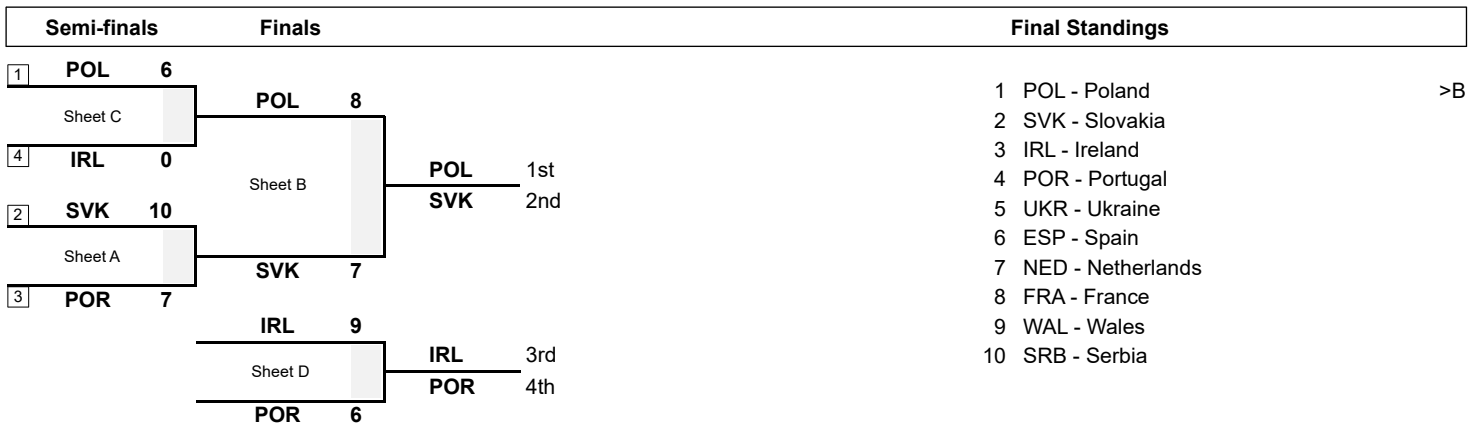 Semi-finals Finals Final Standings
1 POL 6
Sheet C
4 IRL 0
2 SVK 10
Sheet A
3 POR 7
POL 8
Sheet B
SVK 7
IRL 9
Sheet D
POR 6
POL 1st
SVK 2nd
IRL 3rd
POR 4th
1 POL - Poland >B
2 SVK - Slovakia
3 IRL - Ireland
4 POR - Portugal
5 UKR - Ukraine
6 ESP - Spain
7 NED - Netherlands
8 FRA - France
9 WAL - Wales
10 SRB - Serbia